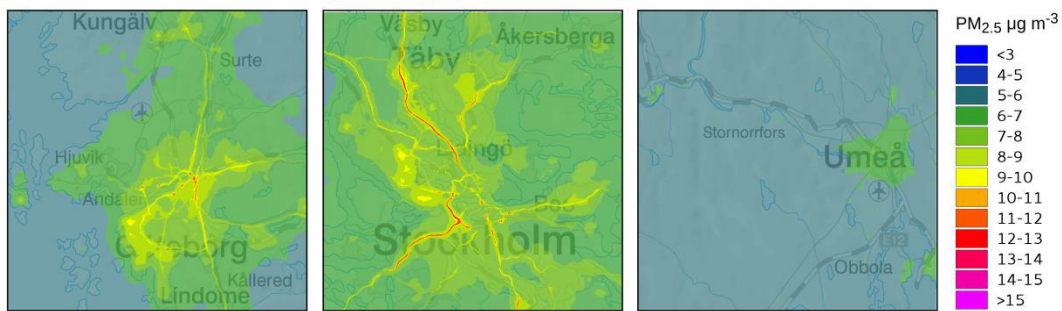 Kungälv
Surte
Hjuvik
Göteborg
Kållered
Lindome
Väsby
Täby
Åkersberga
Lidingö
Boo
Stockholm
Stornorrfors
Umeå
E12
Obbola
PM2.5 µg m-3
<3
4-5
5-6
6-7
7-8
8-9
9-10
10-11
11-12
12-13
13-14
14-15
>15